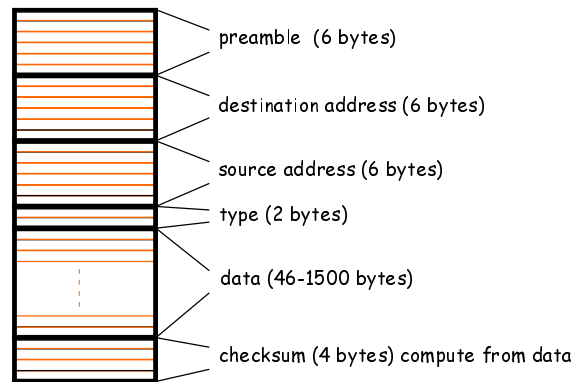 preamble (6 bytes)
destination address (6 bytes)
source address (6 bytes)
type (2 bytes)
data (46-1500 bytes)
checksum (4 bytes) compute from data